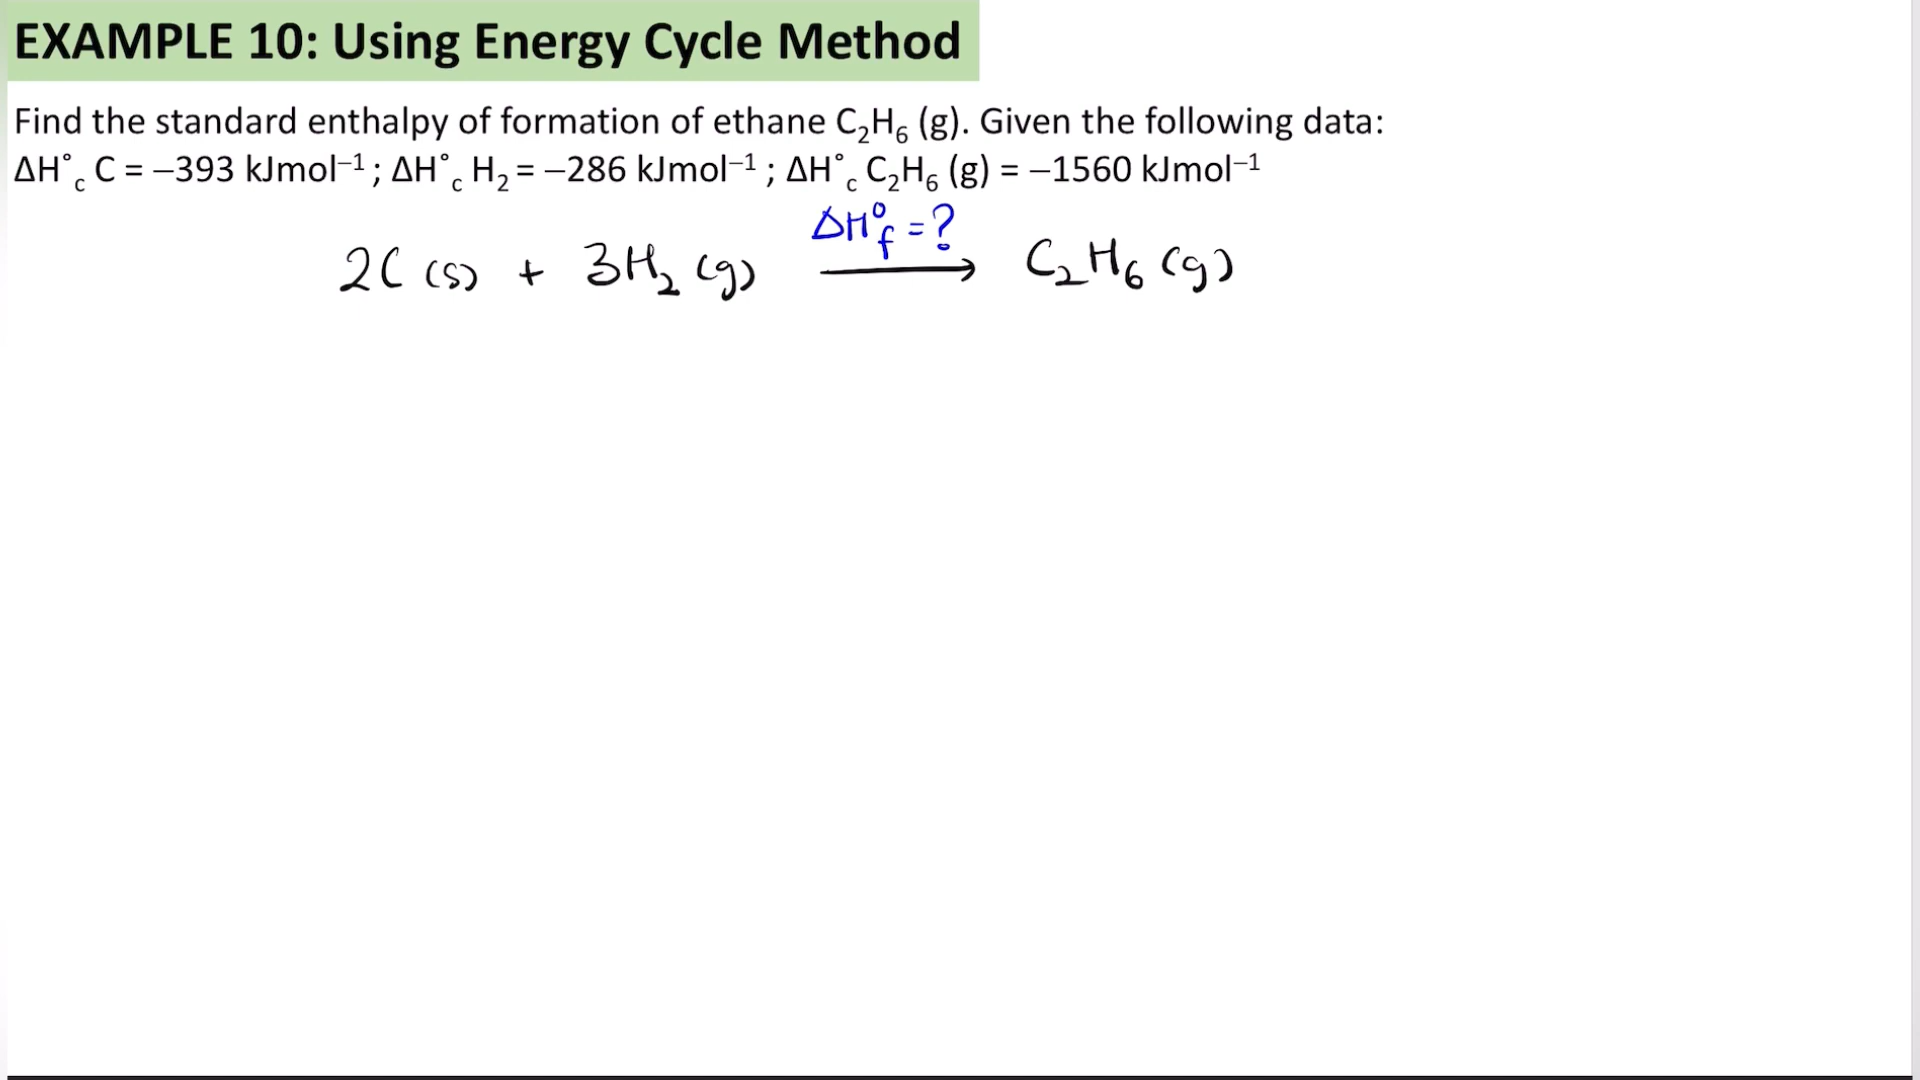 EXAMPLE 10: Using Energy Cycle Method
Find the standard enthalpy of formation of ethane C₂H₆ (g). Given the following data:
ΔH°c C = –393 kJmol⁻¹ ; ΔH°c H₂ = –286 kJmol⁻¹ ; ΔH°c C₂H₆ (g) = –1560 kJmol⁻¹
ΔH°f = ?
2C (s) + 3H₂ (g) → C₂H₆ (g)